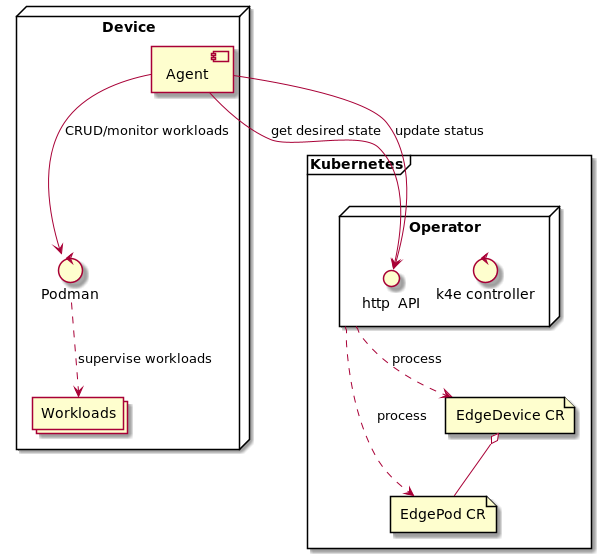 Device
Agent
CRUD/monitor workloads
get desired state
update status
Kubernetes
Operator
http  API
k4e controller
Podman
supervise workloads
process
Workloads
EdgeDevice CR
process
EdgePod CR